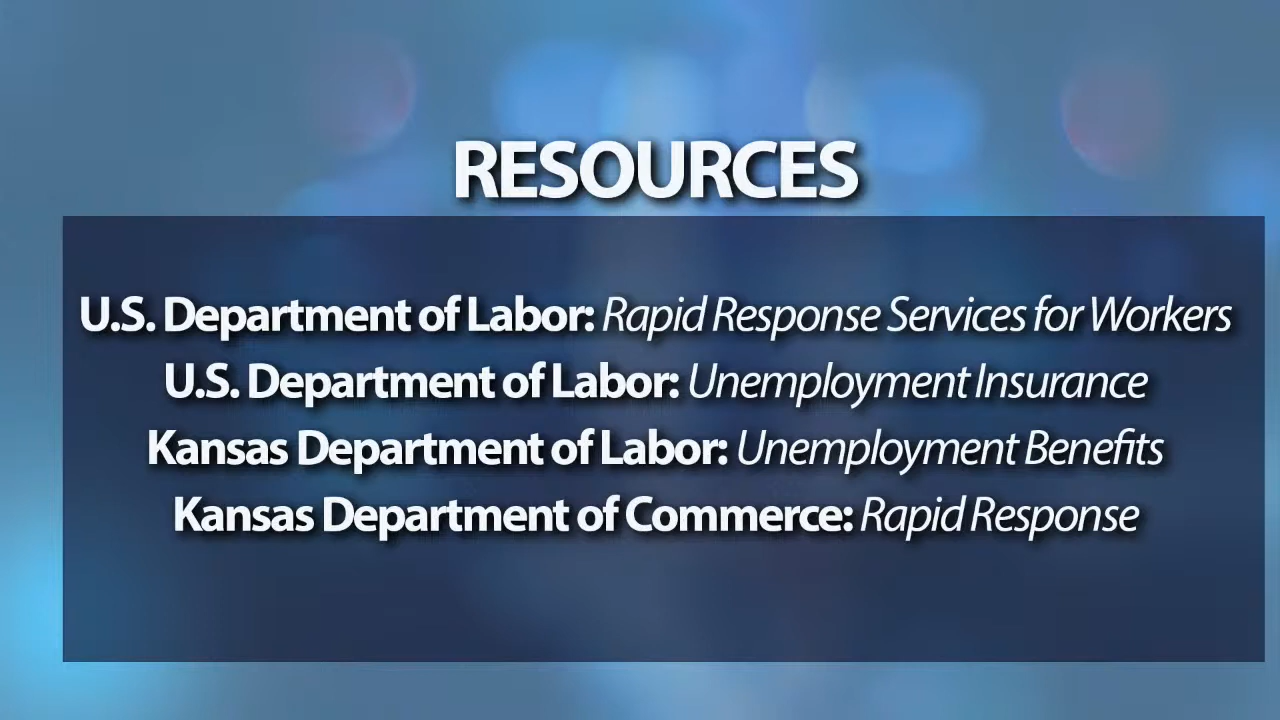 RESOURCES
U.S. Department of Labor: Rapid Response Services for Workers
U.S. Department of Labor: Unemployment Insurance
Kansas Department of Labor: Unemployment Benefits
Kansas Department of Commerce: Rapid Response